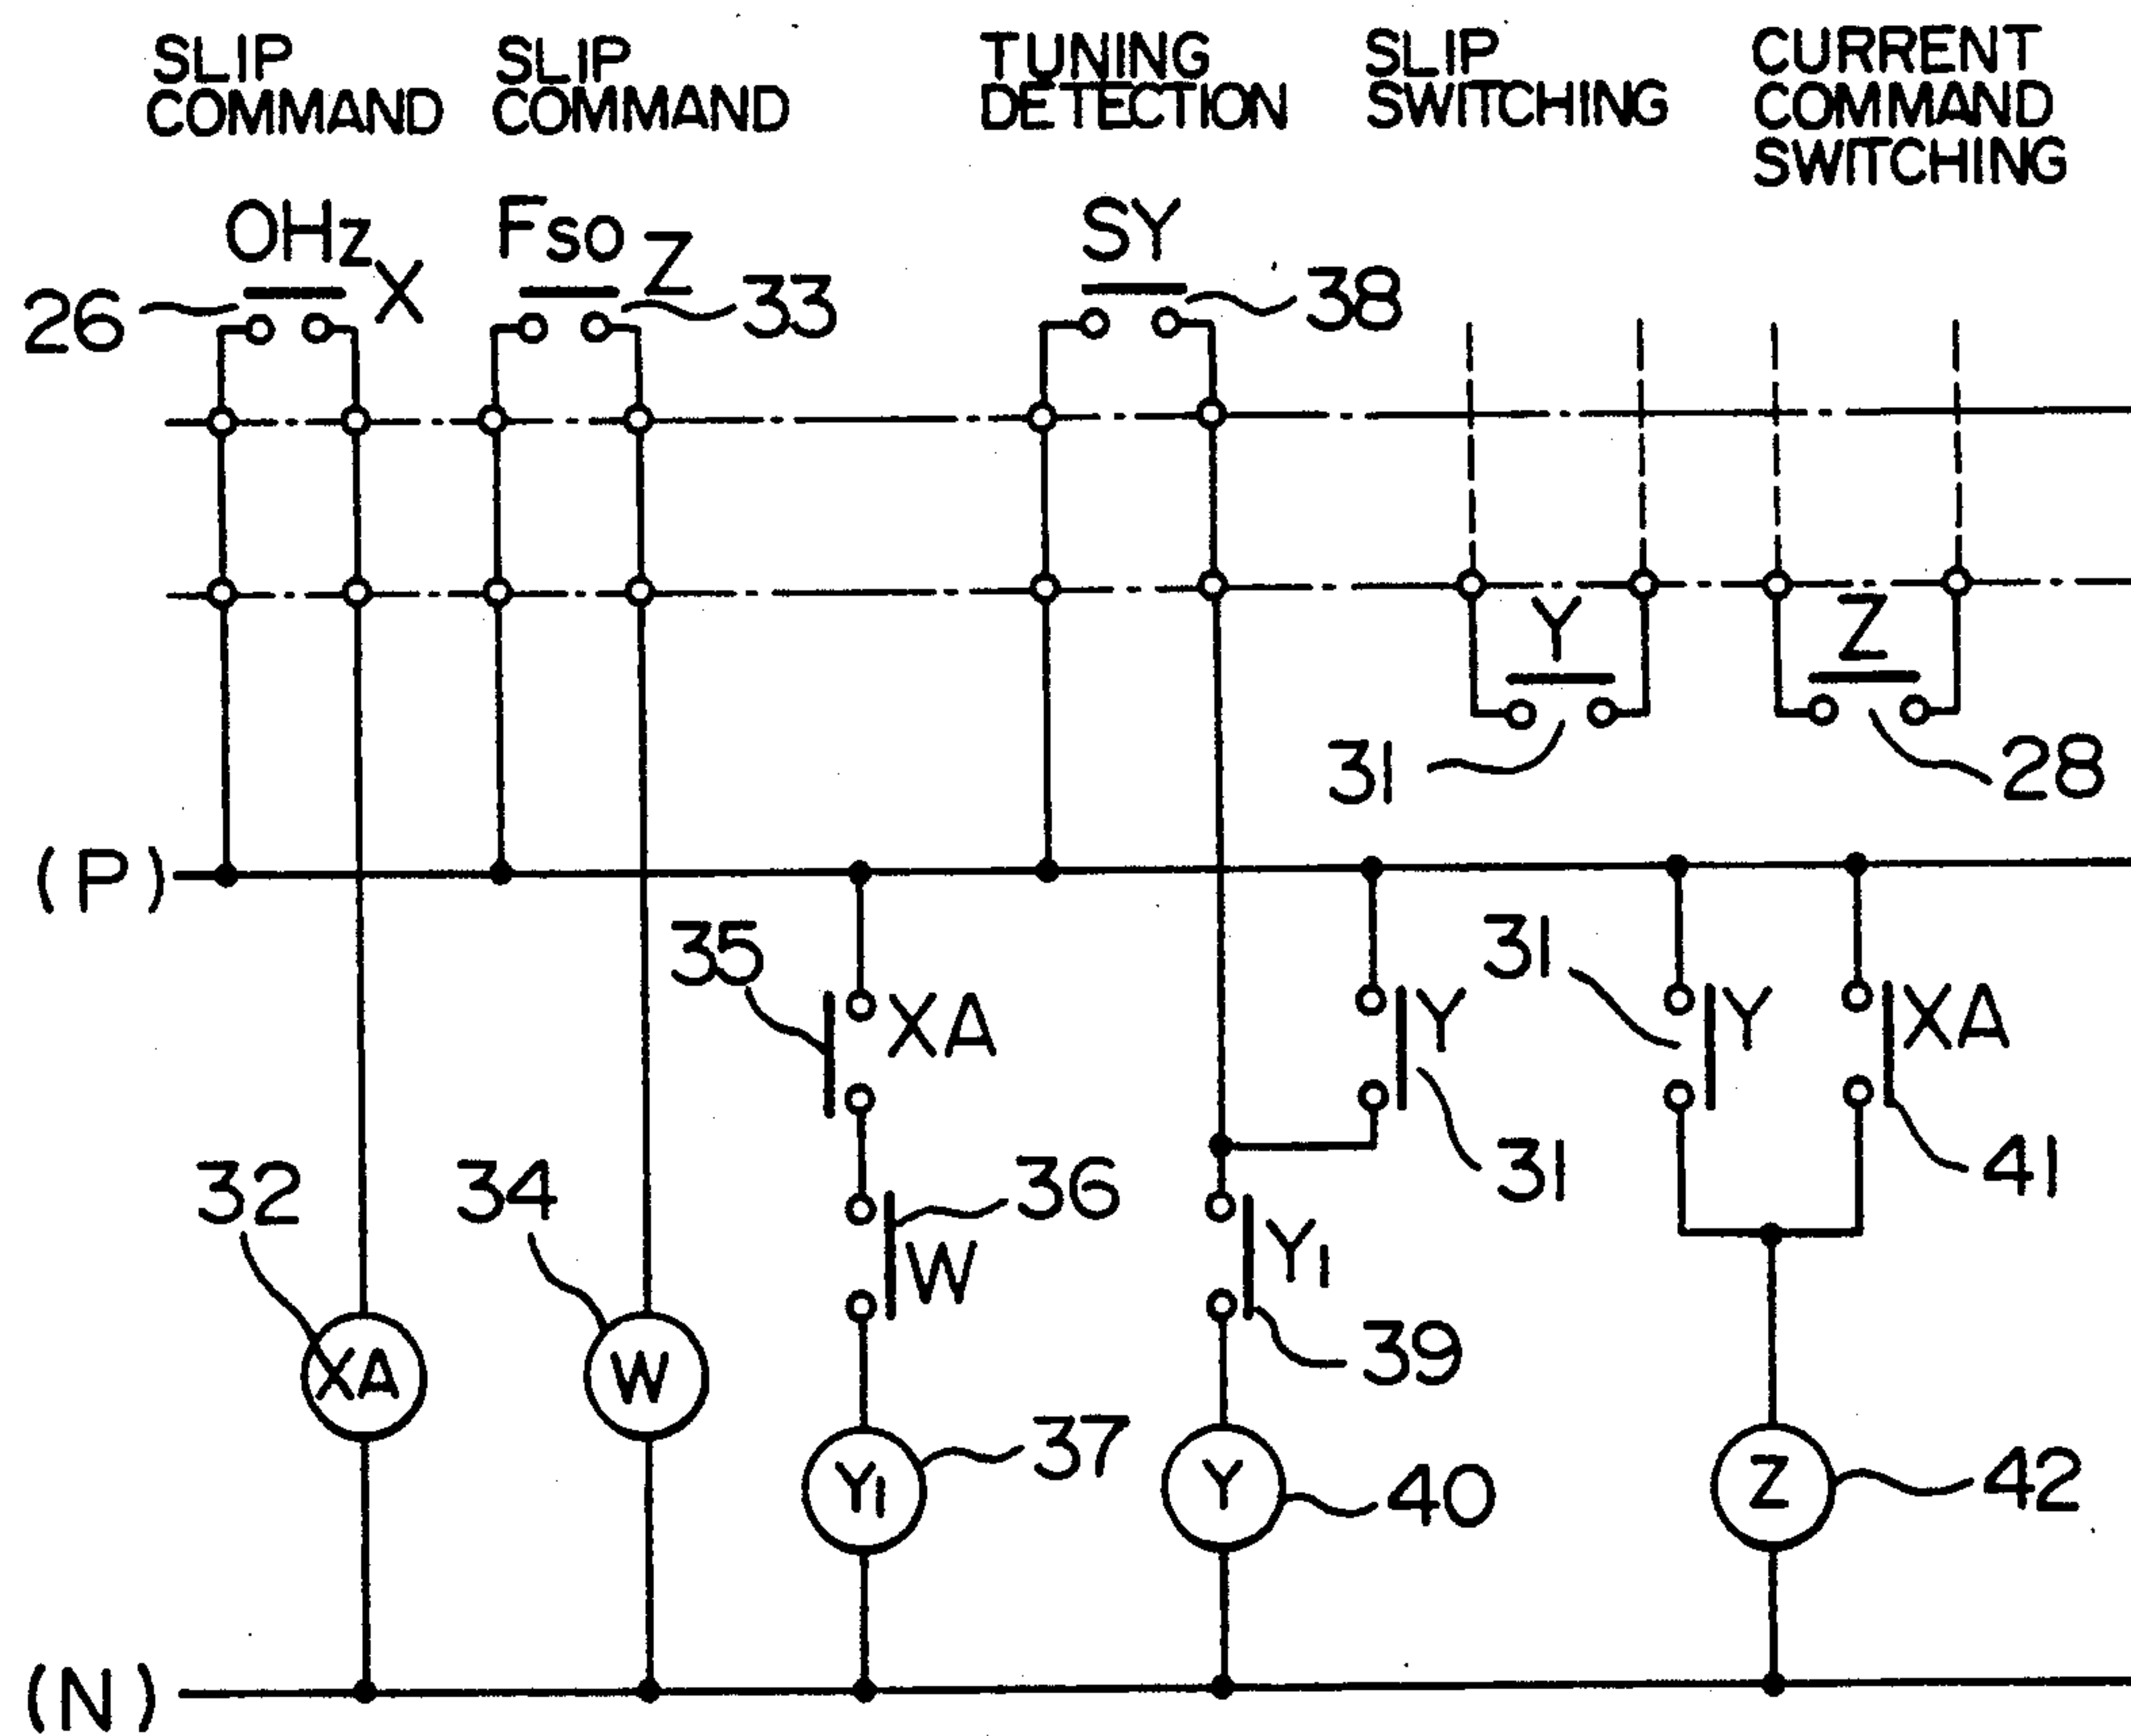 SLIP
COMMAND
SLIP
COMMAND
TUNING
DETECTION
SLIP
SWITCHING
CURRENT
COMMAND
SWITCHING
OHz
X
Fso
Z
SY
26
33
38
Y
Z
31
28
(P)
35
XA
Y
31
31
Y
XA
41
32
34
36
W
Y1
39
XA
W
37
Y1
Y
40
Z
42
(N)